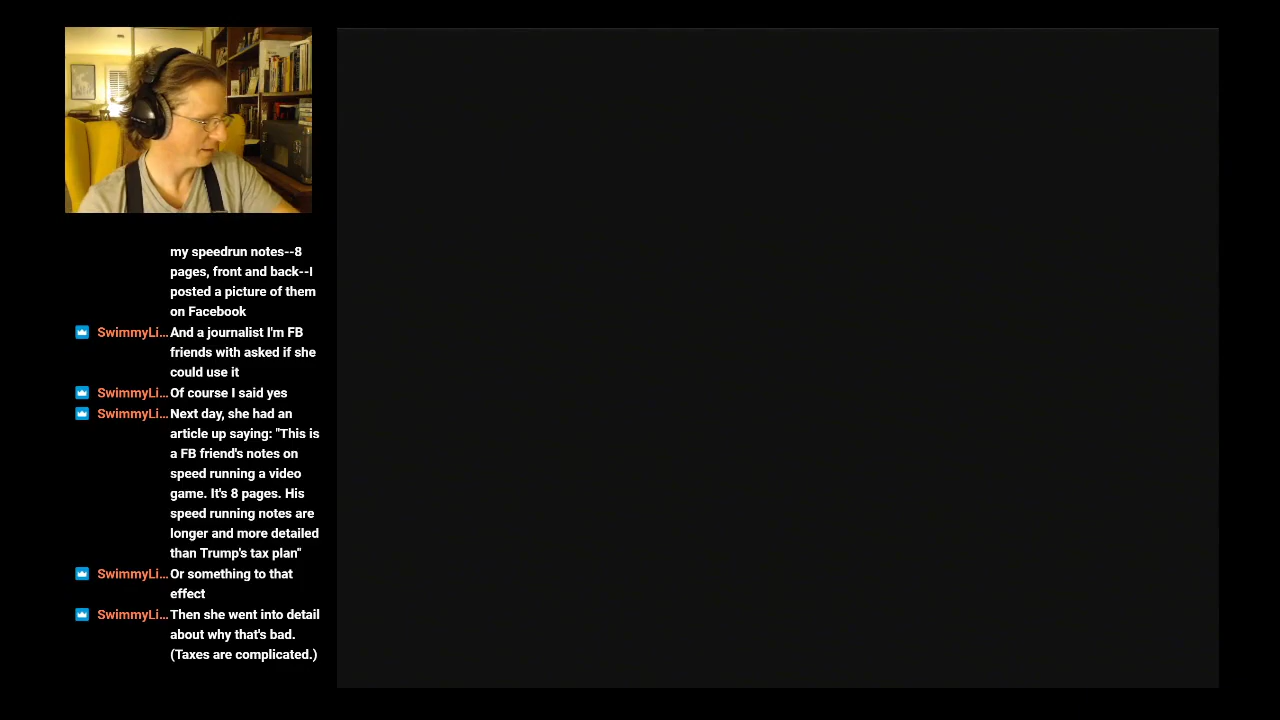 my speedrun notes--8
pages, front and back--I
posted a picture of them
on Facebook
SwimmyLi... And a journalist I'm FB
friends with asked if she
could use it
SwimmyLi... Of course I said yes
SwimmyLi... Next day, she had an
article up saying: "This is
a FB friend's notes on
speed running a video
game. It's 8 pages. His
speed running notes are
longer and more detailed
than Trump's tax plan"
SwimmyLi... Or something to that
effect
SwimmyLi... Then she went into detail
about why that's bad.
(Taxes are complicated.)